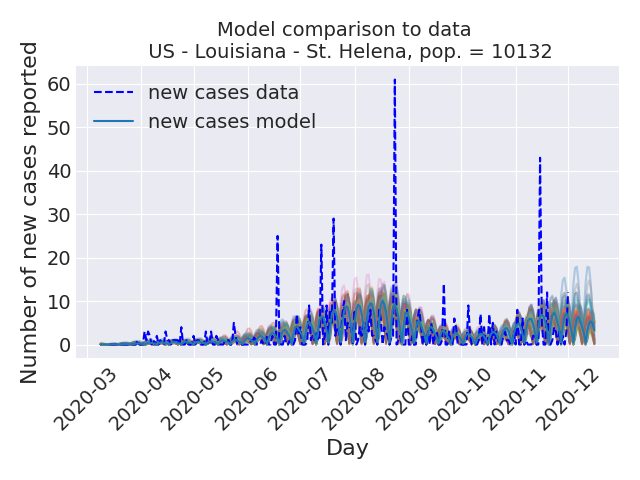 Model comparison to data
US - Louisiana - St. Helena, pop. = 10132
Number of new cases reported
60
50
40
30
20
10
0
new cases data
new cases model
2020-03
2020-04
2020-05
2020-06
2020-07
2020-08
2020-09
2020-10
2020-11
2020-12
Day